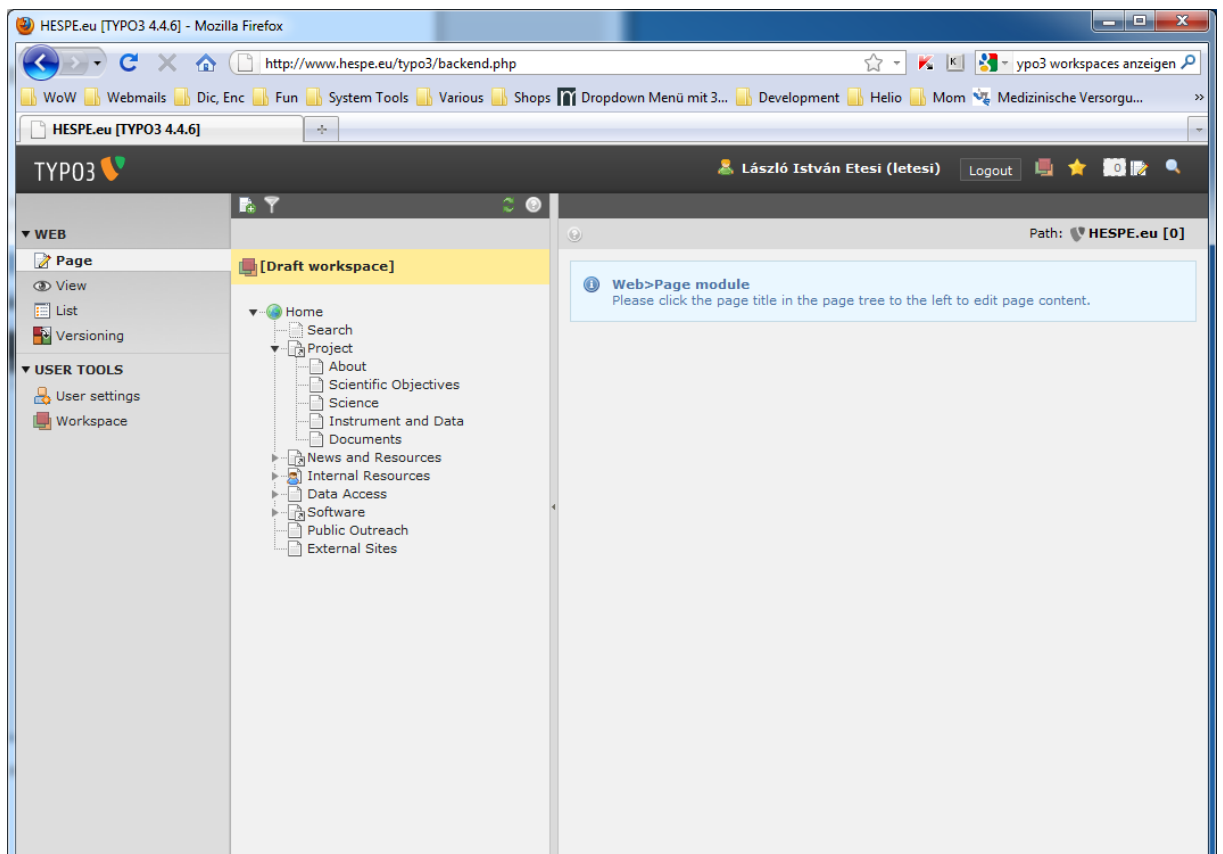 HESPE.eu [TYPO3 4.4.6] - Mozilla Firefox
http://www.hespe.eu/typo3/backend.php
ypo3 workspaces anzeigen
WoW Webmails Dic, Enc Fun System Tools Various Shops Dropdown Menü mit 3... Development Helio Mom Medizinische Versorgu... »
HESPE.eu [TYPO3 4.4.6]
TYPO3
László István Etesi (letesi) Logout 0
WEB
Page
View
List
Versioning
USER TOOLS
User settings
Workspace
[Draft workspace]
Home
Search
Project
About
Scientific Objectives
Science
Instrument and Data
Documents
News and Resources
Internal Resources
Data Access
Software
Public Outreach
External Sites
Path: HESPE.eu [0]
Web>Page module
Please click the page title in the page tree to the left to edit page content.